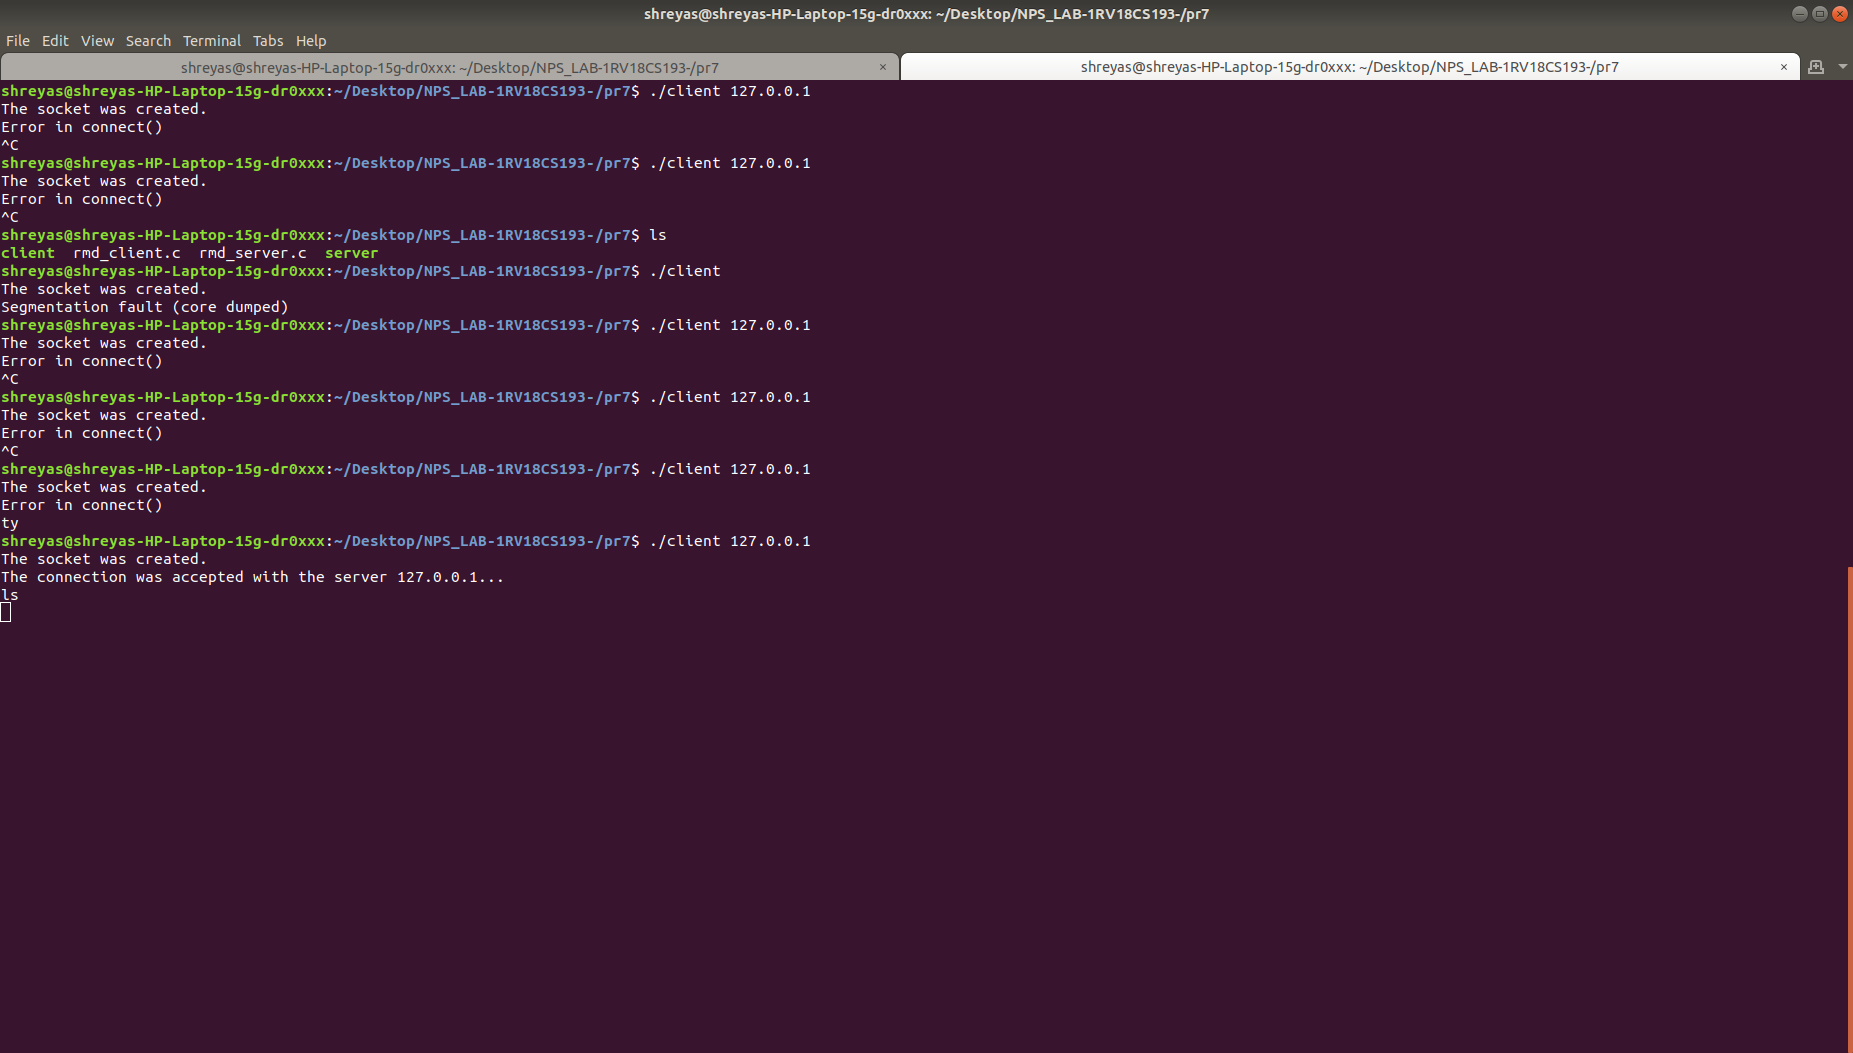 shreyas@shreyas-HP-Laptop-15g-dr0xxx: ~/Desktop/NPS_LAB-1RV18CS193-/pr7
File Edit View Search Terminal Tabs Help
shreyas@shreyas-HP-Laptop-15g-dr0xxx: ~/Desktop/NPS_LAB-1RV18CS193-/pr7 × shreyas@shreyas-HP-Laptop-15g-dr0xxx: ~/Desktop/NPS_LAB-1RV18CS193-/pr7 ×
shreyas@shreyas-HP-Laptop-15g-dr0xxx:~/Desktop/NPS_LAB-1RV18CS193-/pr7$ ./client 127.0.0.1
The socket was created.
Error in connect()
^C
shreyas@shreyas-HP-Laptop-15g-dr0xxx:~/Desktop/NPS_LAB-1RV18CS193-/pr7$ ./client 127.0.0.1
The socket was created.
Error in connect()
^C
shreyas@shreyas-HP-Laptop-15g-dr0xxx:~/Desktop/NPS_LAB-1RV18CS193-/pr7$ ls
client  rmd_client.c  rmd_server.c  server
shreyas@shreyas-HP-Laptop-15g-dr0xxx:~/Desktop/NPS_LAB-1RV18CS193-/pr7$ ./client
The socket was created.
Segmentation fault (core dumped)
shreyas@shreyas-HP-Laptop-15g-dr0xxx:~/Desktop/NPS_LAB-1RV18CS193-/pr7$ ./client 127.0.0.1
The socket was created.
Error in connect()
^C
shreyas@shreyas-HP-Laptop-15g-dr0xxx:~/Desktop/NPS_LAB-1RV18CS193-/pr7$ ./client 127.0.0.1
The socket was created.
Error in connect()
^C
shreyas@shreyas-HP-Laptop-15g-dr0xxx:~/Desktop/NPS_LAB-1RV18CS193-/pr7$ ./client 127.0.0.1
The socket was created.
Error in connect()
ty
shreyas@shreyas-HP-Laptop-15g-dr0xxx:~/Desktop/NPS_LAB-1RV18CS193-/pr7$ ./client 127.0.0.1
The socket was created.
The connection was accepted with the server 127.0.0.1...
ls